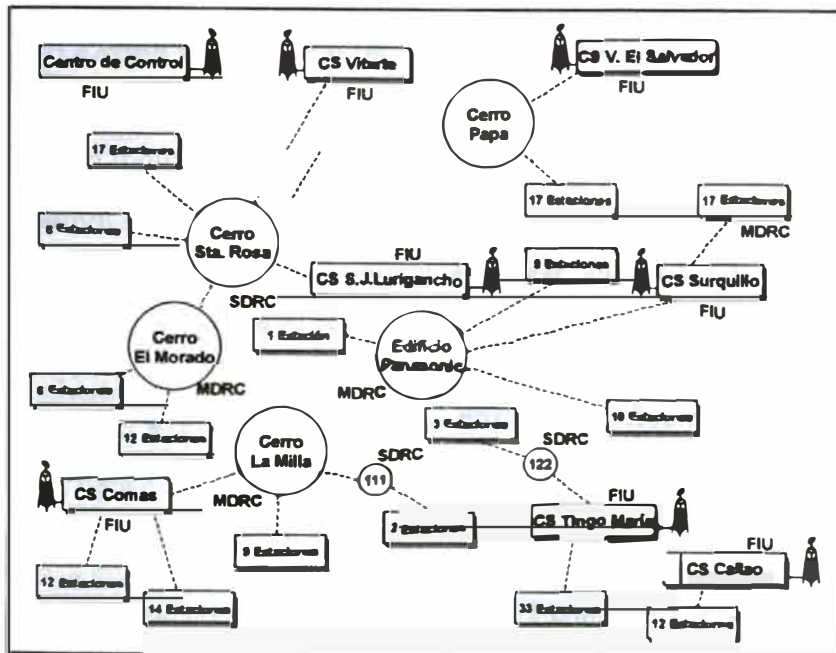 Centro de Control
FIU
CS Vitarte
FIU
CS V. El Salvador
FIU
Cerro
Papa
17 Estaciones
17 Estaciones
17 Estaciones
MDRC
6 Estaciones
Cerro
Sta. Rosa
FIU
CS S.J.Lurigancho
SDRC
9 Estaciones
CS Surquillo
FIU
Cerro
El Morado
MDRC
1 Estación
Edificio
Panasonic
MDRC
6 Estaciones
12 Estaciones
Cerro
La Milla
3 Estaciones
SDRC
122
SDRC
111
CS Comas
FIU
MDRC
2 Estaciones
FIU
CS Tingo María
9 Estaciones
FIU
CS Callao
12 Estaciones
14 Estaciones
33 Estaciones
12 Estaciones